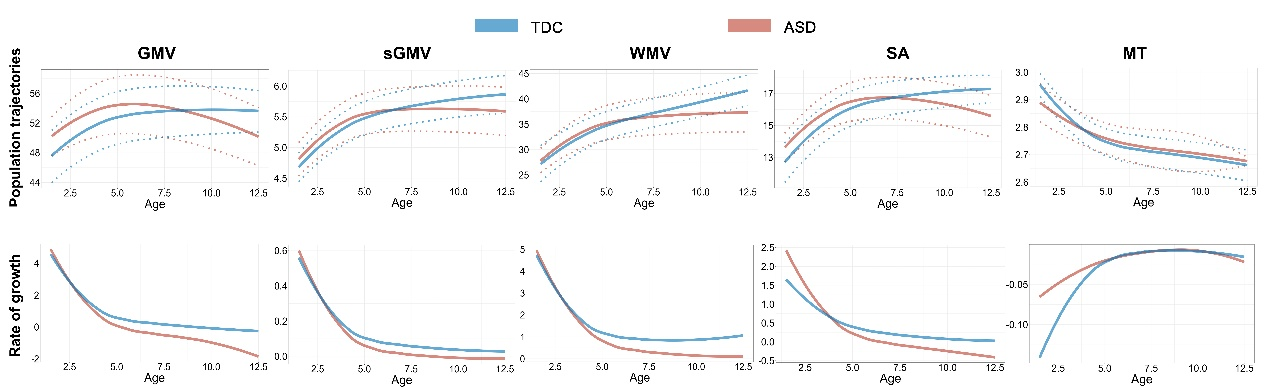 TDC ASD
GMV sGMV WMV SA MT
Population trajectories
56
52
48
44
2.5 5.0 7.5 10.0 12.5
Age
6.0
5.5
5.0
4.5
2.5 5.0 7.5 10.0 12.5
Age
45
40
35
30
25
2.5 5.0 7.5 10.0 12.5
Age
17
15
13
2.5 5.0 7.5 10.0 12.5
Age
3.0
2.9
2.8
2.7
2.6
2.5 5.0 7.5 10.0 12.5
Age
Rate of growth
4
2
0
-2
2.5 5.0 7.5 10.0 12.5
Age
0.6
0.4
0.2
0.0
2.5 5.0 7.5 10.0 12.5
Age
5
4
3
2
1
0
2.5 5.0 7.5 10.0 12.5
Age
2.5
2.0
1.5
1.0
0.5
0.0
-0.5
2.5 5.0 7.5 10.0 12.5
Age
-0.05
-0.10
2.5 5.0 7.5 10.0 12.5
Age